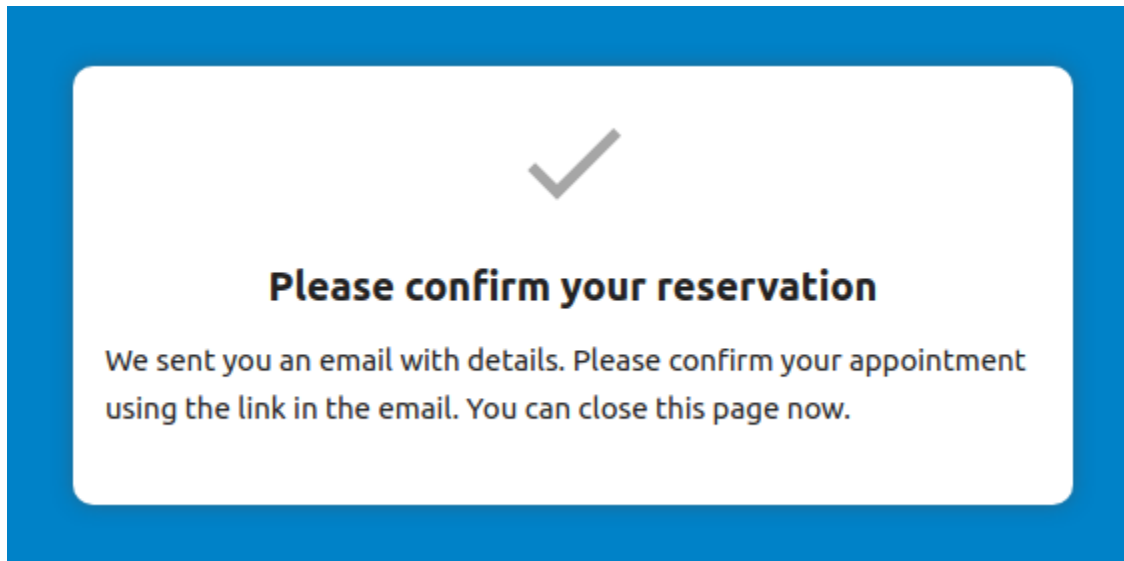 Please confirm your reservation
We sent you an email with details. Please confirm your appointment
using the link in the email. You can close this page now.